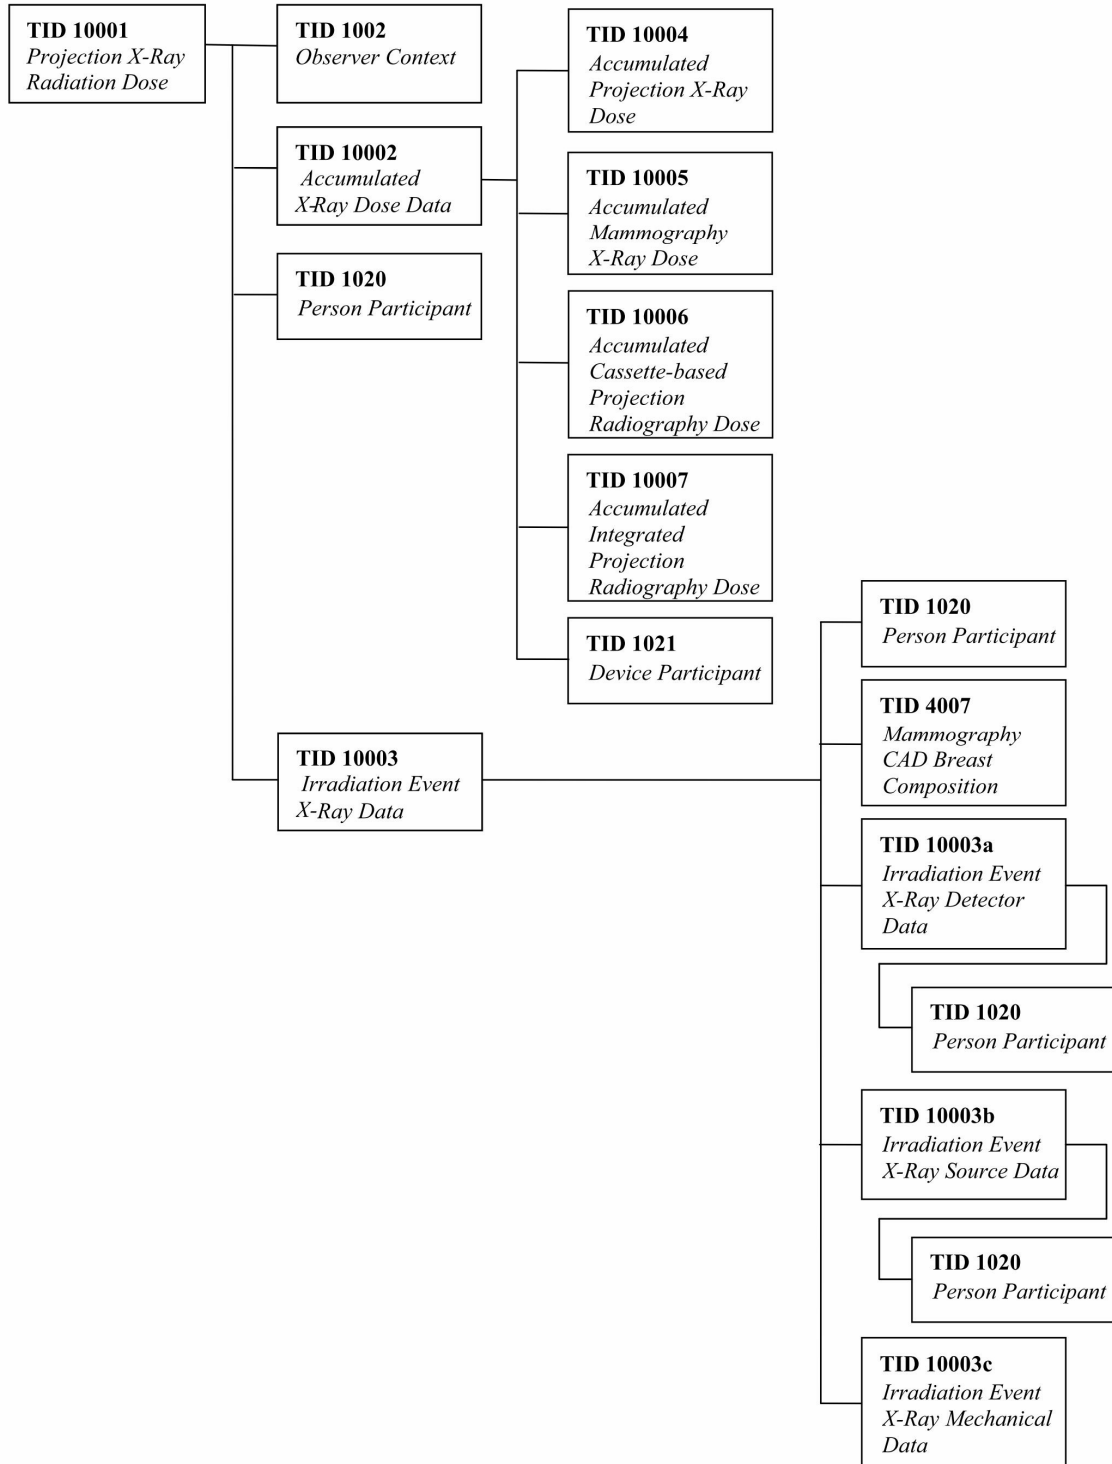 TID 10001
Projection X-Ray
Radiation Dose
TID 1002
Observer Context
TID 10002
Accumulated
X-Ray Dose Data
TID 1020
Person Participant
TID 10004
Accumulated
Projection X-Ray
Dose
TID 10005
Accumulated
Mammography
X-Ray Dose
TID 10006
Accumulated
Cassette-based
Projection
Radiography Dose
TID 10007
Accumulated
Integrated
Projection
Radiography Dose
TID 1021
Device Participant
TID 10003
Irradiation Event
X-Ray Data
TID 1020
Person Participant
TID 4007
Mammography
CAD Breast
Composition
TID 10003a
Irradiation Event
X-Ray Detector
Data
TID 1020
Person Participant
TID 10003b
Irradiation Event
X-Ray Source Data
TID 1020
Person Participant
TID 10003c
Irradiation Event
X-Ray Mechanical
Data